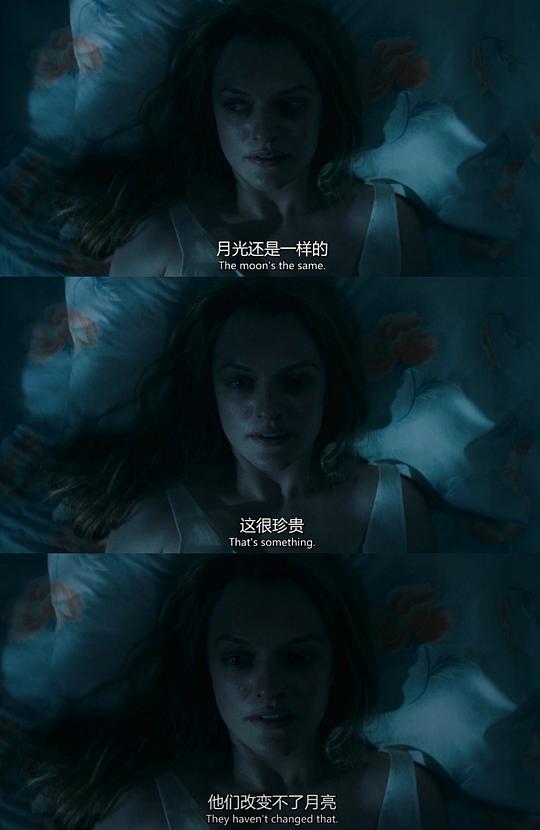 月光还是一样的
The moon's the same.
这很珍贵
That's something.
他们改变不了月亮
They haven't changed that.